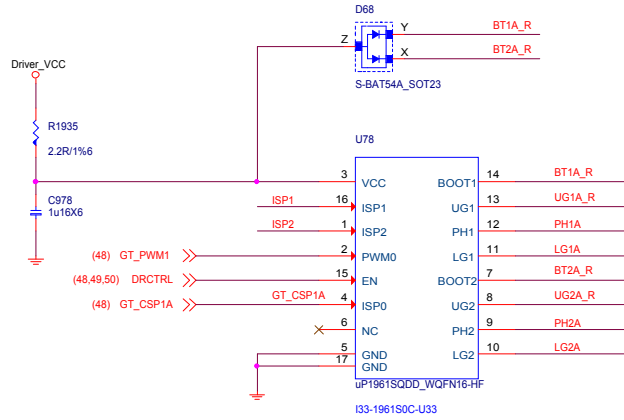 D68
Z
Y
BT1A_R
X
BT2A_R
S-BAT54A_SOT23
Driver_VCC
R1935
2.2R/1%6
C978
1u16X6
U78
3
VCC
BOOT1
14
BT1A_R
ISP1
16
ISP1
UG1
13
UG1A_R
ISP2
1
ISP2
PH1
12
PH1A
(48) GT_PWM1
2
PWM0
LG1
11
LG1A
(48,49,50) DRCTRL
15
EN
BOOT2
7
BT2A_R
(48) GT_CSP1A
GT_CSP1A
4
ISP0
UG2
8
UG2A_R
6
NC
PH2
9
PH2A
5
GND
LG2
10
LG2A
17
GND
uP1961SQDD_WQFN16-HF
I33-1961S0C-U33